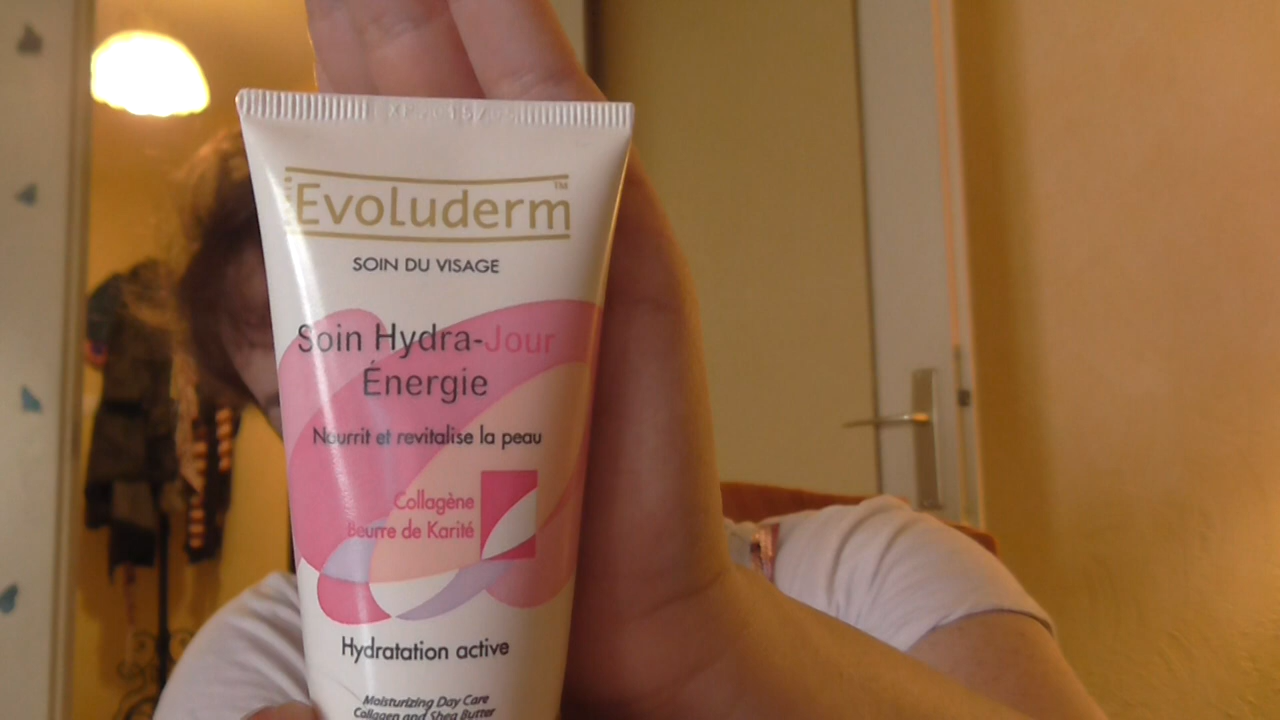 Evoluderm™
SOIN DU VISAGE
Soin Hydra-Jour
Énergie
Nourrit et revitalise la peau
Collagène
Beurre de Karité
Hydratation active
Moisturizing Day Care
Collagen and Shea Butter